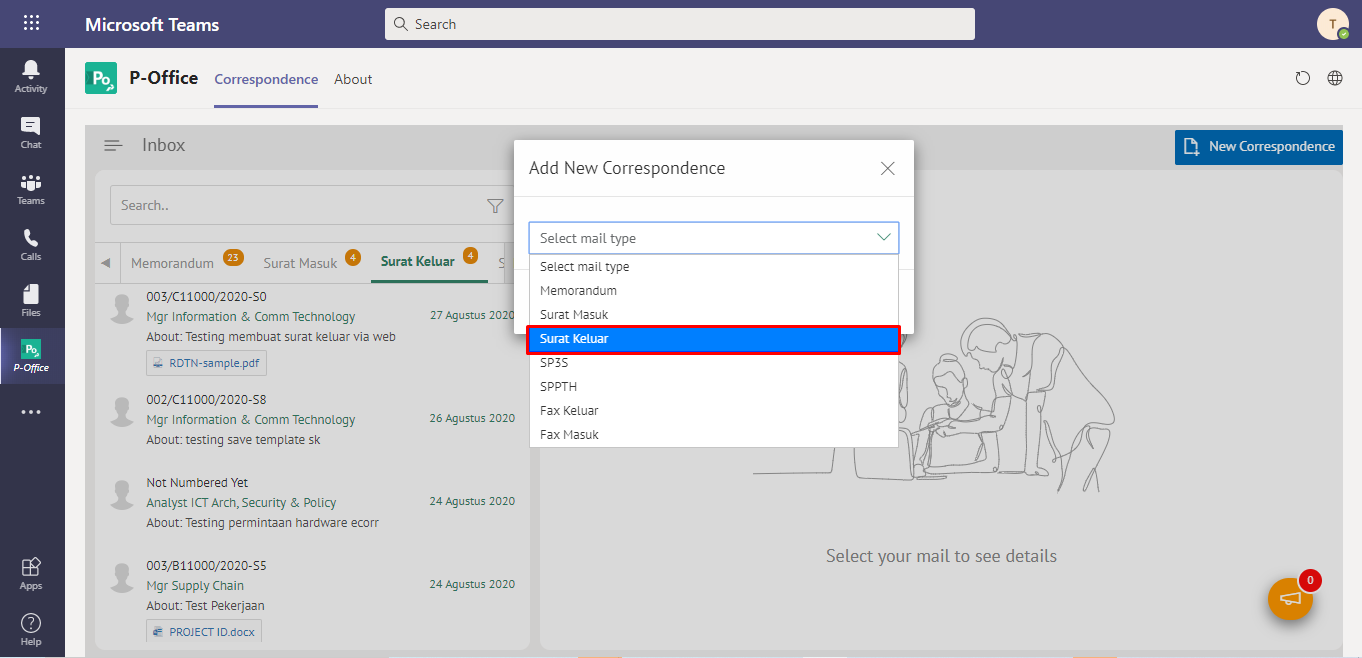 Microsoft Teams
Search
T
Activity
Chat
Teams
Calls
Files
Po
P-Office
Apps
Help
Po
P-Office
Correspondence
About
Inbox
New Correspondence
Search..
Memorandum 23
Surat Masuk 4
Surat Keluar 4
S
003/C11000/2020-S0
Mgr Information & Comm Technology
27 Agustus 2020
About: Testing membuat surat keluar via web
RDTN-sample.pdf
002/C11000/2020-S8
Mgr Information & Comm Technology
26 Agustus 2020
About: testing save template sk
Not Numbered Yet
Analyst ICT Arch, Security & Policy
24 Agustus 2020
About: Testing permintaan hardware ecorr
003/B11000/2020-S5
Mgr Supply Chain
24 Agustus 2020
About: Test Pekerjaan
PROJECT ID.docx
Add New Correspondence
Select mail type
Select mail type
Memorandum
Surat Masuk
Surat Keluar
SP3S
SPPTH
Fax Keluar
Fax Masuk
Select your mail to see details
0